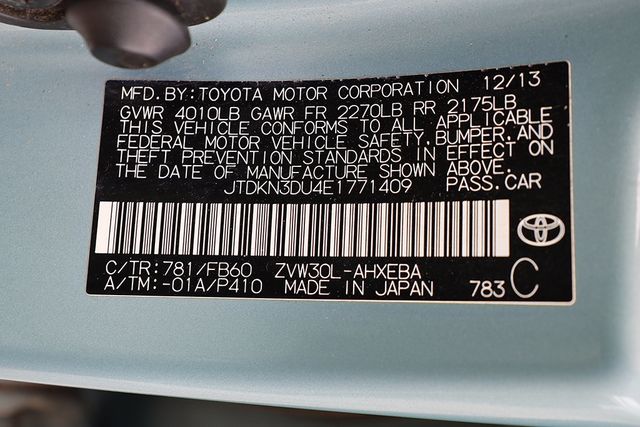 MFD. BY: TOYOTA MOTOR CORPORATION 12/13
GVWR 4010LB GAWR FR 2270LB RR 2175LB
THIS VEHICLE CONFORMS TO ALL APPLICABLE
FEDERAL MOTOR VEHICLE SAFETY, BUMPER, AND
THEFT PREVENTION STANDARDS IN EFFECT ON
THE DATE OF MANUFACTURE SHOWN ABOVE.
JTDKN3DU4E1771409 PASS. CAR
C/TR: 781/FB60 ZVW30L-AHXEBA
A/TM: -01A/P410 MADE IN JAPAN 783 C